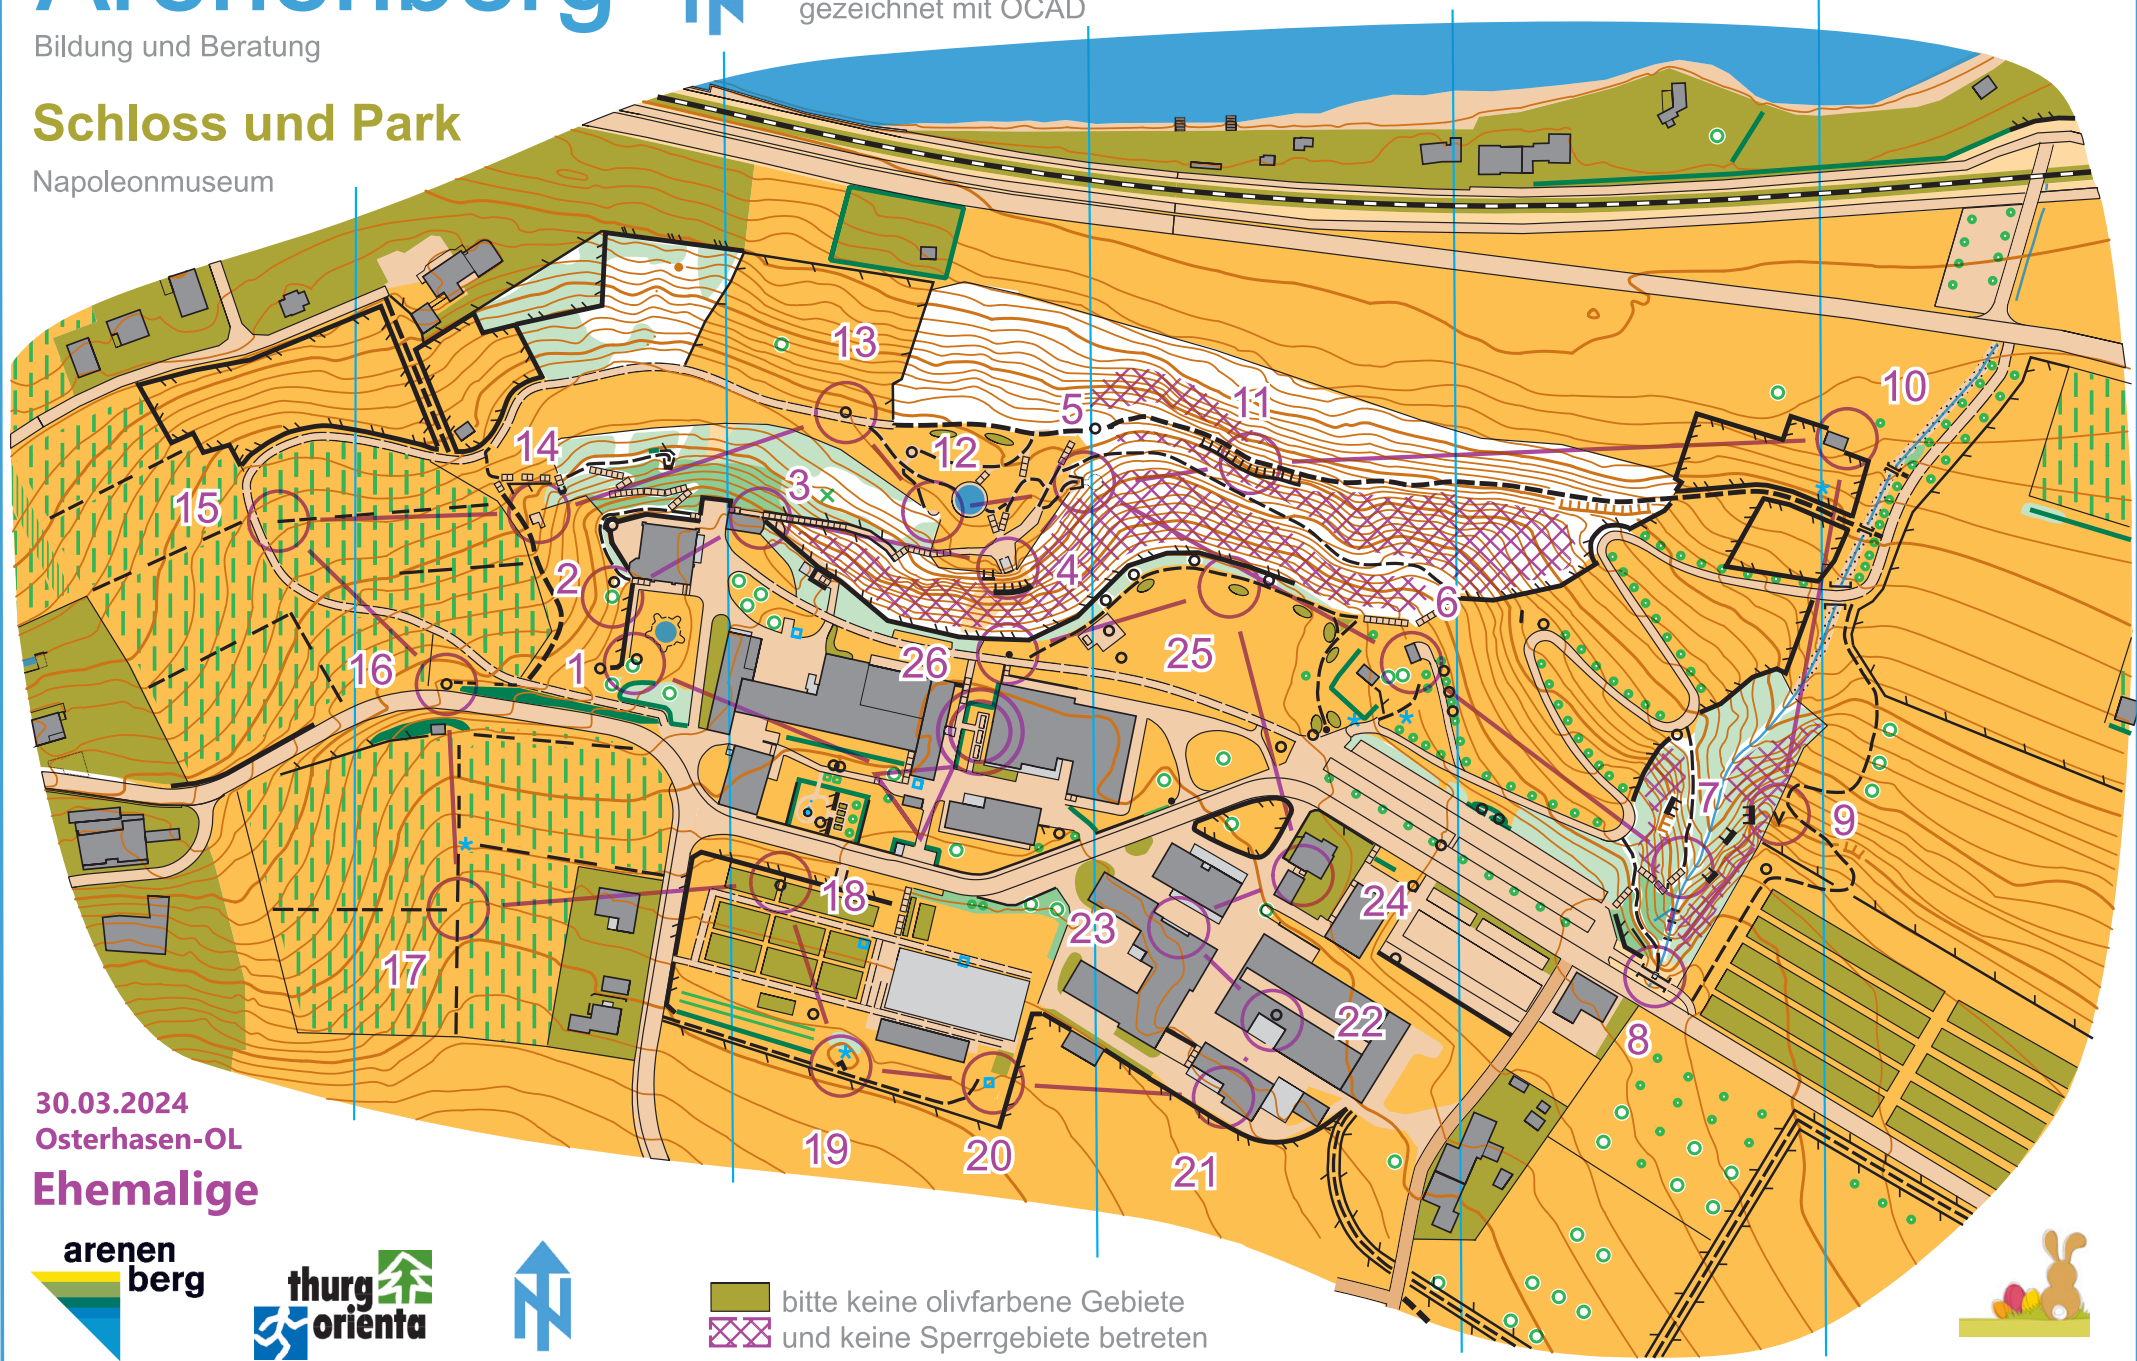 Arenenberg
gezeichnet mit OCAD
Bildung und Beratung
Schloss und Park
Napoleonmuseum
13
10
5
11
14
12
3
15
2
4
6
16
1
26
25
7
9
18
24
23
17
22
8
19
20
21
30.03.2024
Osterhasen-OL
Ehemalige
arenen
berg
thurg
orienta
bitte keine olivfarbene Gebiete
und keine Sperrgebiete betreten